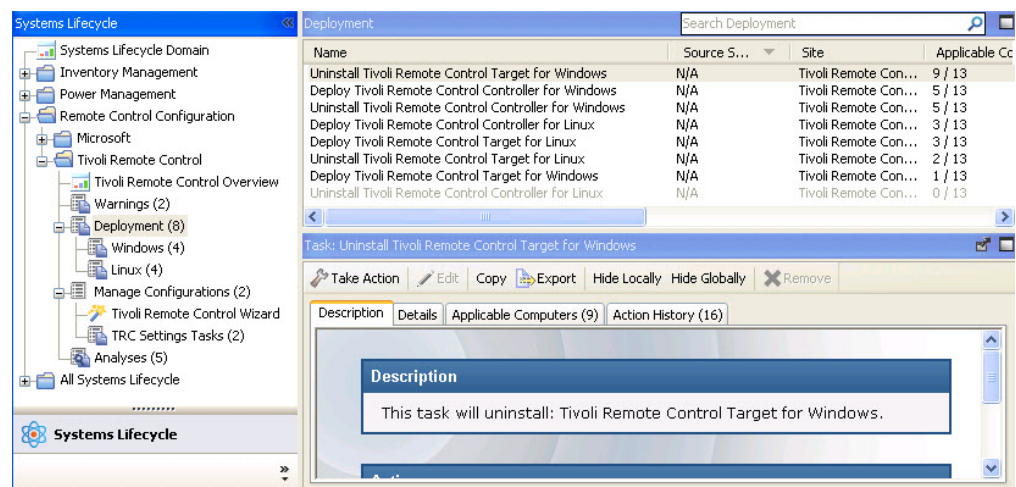 Systems Lifecycle
Systems Lifecycle Domain
Inventory Management
Power Management
Remote Control Configuration
Microsoft
Tivoli Remote Control
Tivoli Remote Control Overview
Warnings (2)
Deployment (8)
Windows (4)
Linux (4)
Manage Configurations (2)
Tivoli Remote Control Wizard
TRC Settings Tasks (2)
Analyses (5)
All Systems Lifecycle
Systems Lifecycle
Deployment Search Deployment
Name Source S... Site Applicable Cc
Uninstall Tivoli Remote Control Target for Windows N/A Tivoli Remote Con... 9 / 13
Deploy Tivoli Remote Control Controller for Windows N/A Tivoli Remote Con... 5 / 13
Uninstall Tivoli Remote Control Controller for Windows N/A Tivoli Remote Con... 5 / 13
Deploy Tivoli Remote Control Controller for Linux N/A Tivoli Remote Con... 3 / 13
Deploy Tivoli Remote Control Target for Linux N/A Tivoli Remote Con... 3 / 13
Uninstall Tivoli Remote Control Target for Linux N/A Tivoli Remote Con... 2 / 13
Deploy Tivoli Remote Control Target for Windows N/A Tivoli Remote Con... 1 / 13
Uninstall Tivoli Remote Control Controller for Linux N/A Tivoli Remote Con... 0 / 13
Task: Uninstall Tivoli Remote Control Target for Windows
Take Action Edit Copy Export Hide Locally Hide Globally Remove
Description Details Applicable Computers (9) Action History (16)
Description
This task will uninstall: Tivoli Remote Control Target for Windows.